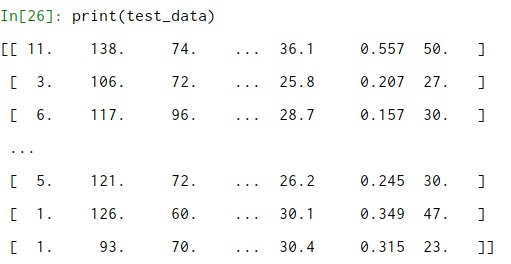 In[26]: print(test_data)
[[ 11. 138. 74. ... 36.1 0.557 50. ]
[ 3. 106. 72. ... 25.8 0.207 27. ]
[ 6. 117. 96. ... 28.7 0.157 30. ]
...
[ 5. 121. 72. ... 26.2 0.245 30. ]
[ 1. 126. 60. ... 30.1 0.349 47. ]
[ 1. 93. 70. ... 30.4 0.315 23. ]]